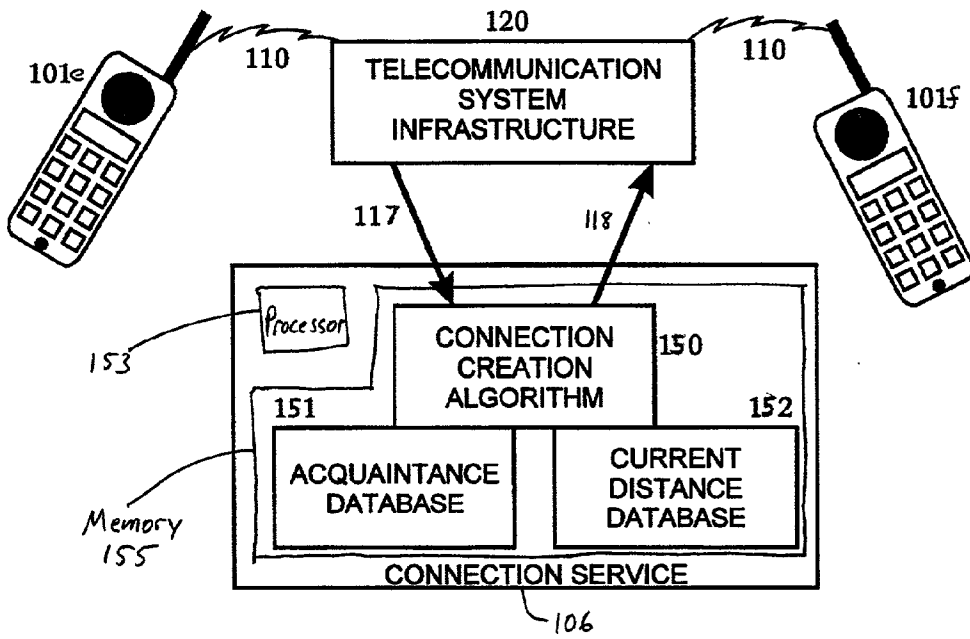 120
110
110
101e
101f
TELECOMMUNICATION
SYSTEM
INFRASTRUCTURE
117
118
Processor
153
CONNECTION
CREATION
ALGORITHM
150
151
152
ACQUAINTANCE
DATABASE
CURRENT
DISTANCE
DATABASE
Memory
155
CONNECTION SERVICE
106